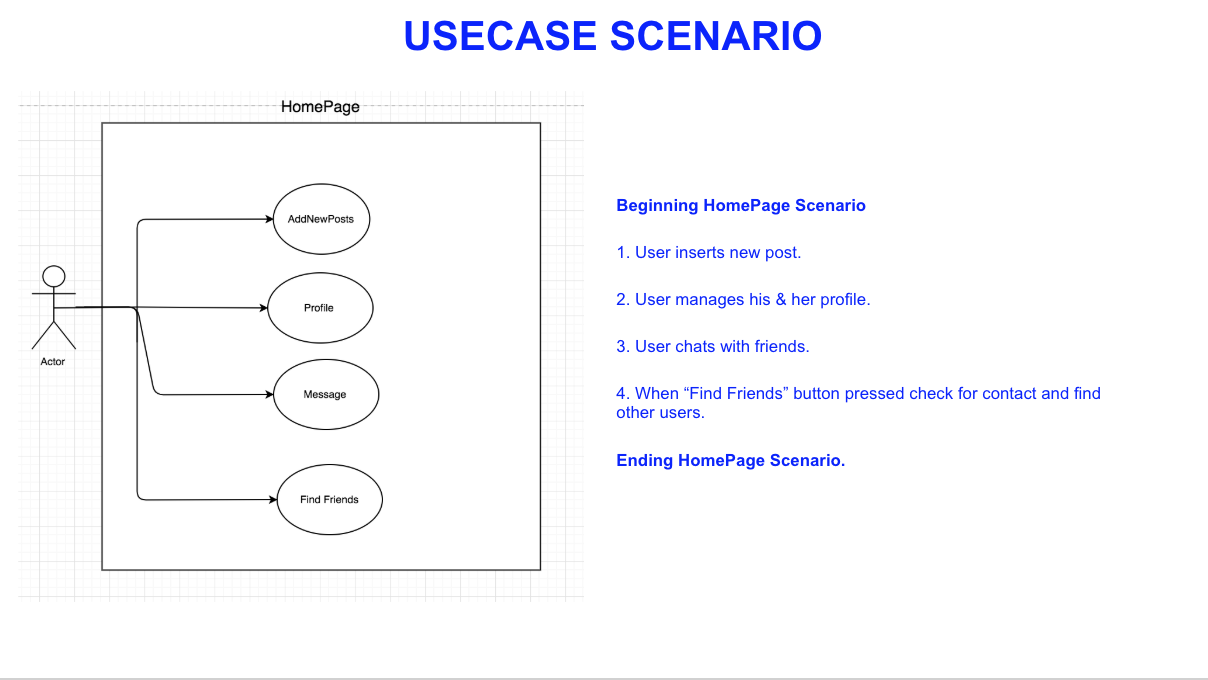 USECASE SCENARIO
HomePage
AddNewPosts
Profile
Actor
Message
Find Friends
Beginning HomePage Scenario
1. User inserts new post.
2. User manages his & her profile.
3. User chats with friends.
4. When “Find Friends” button pressed check for contact and find
other users.
Ending HomePage Scenario.